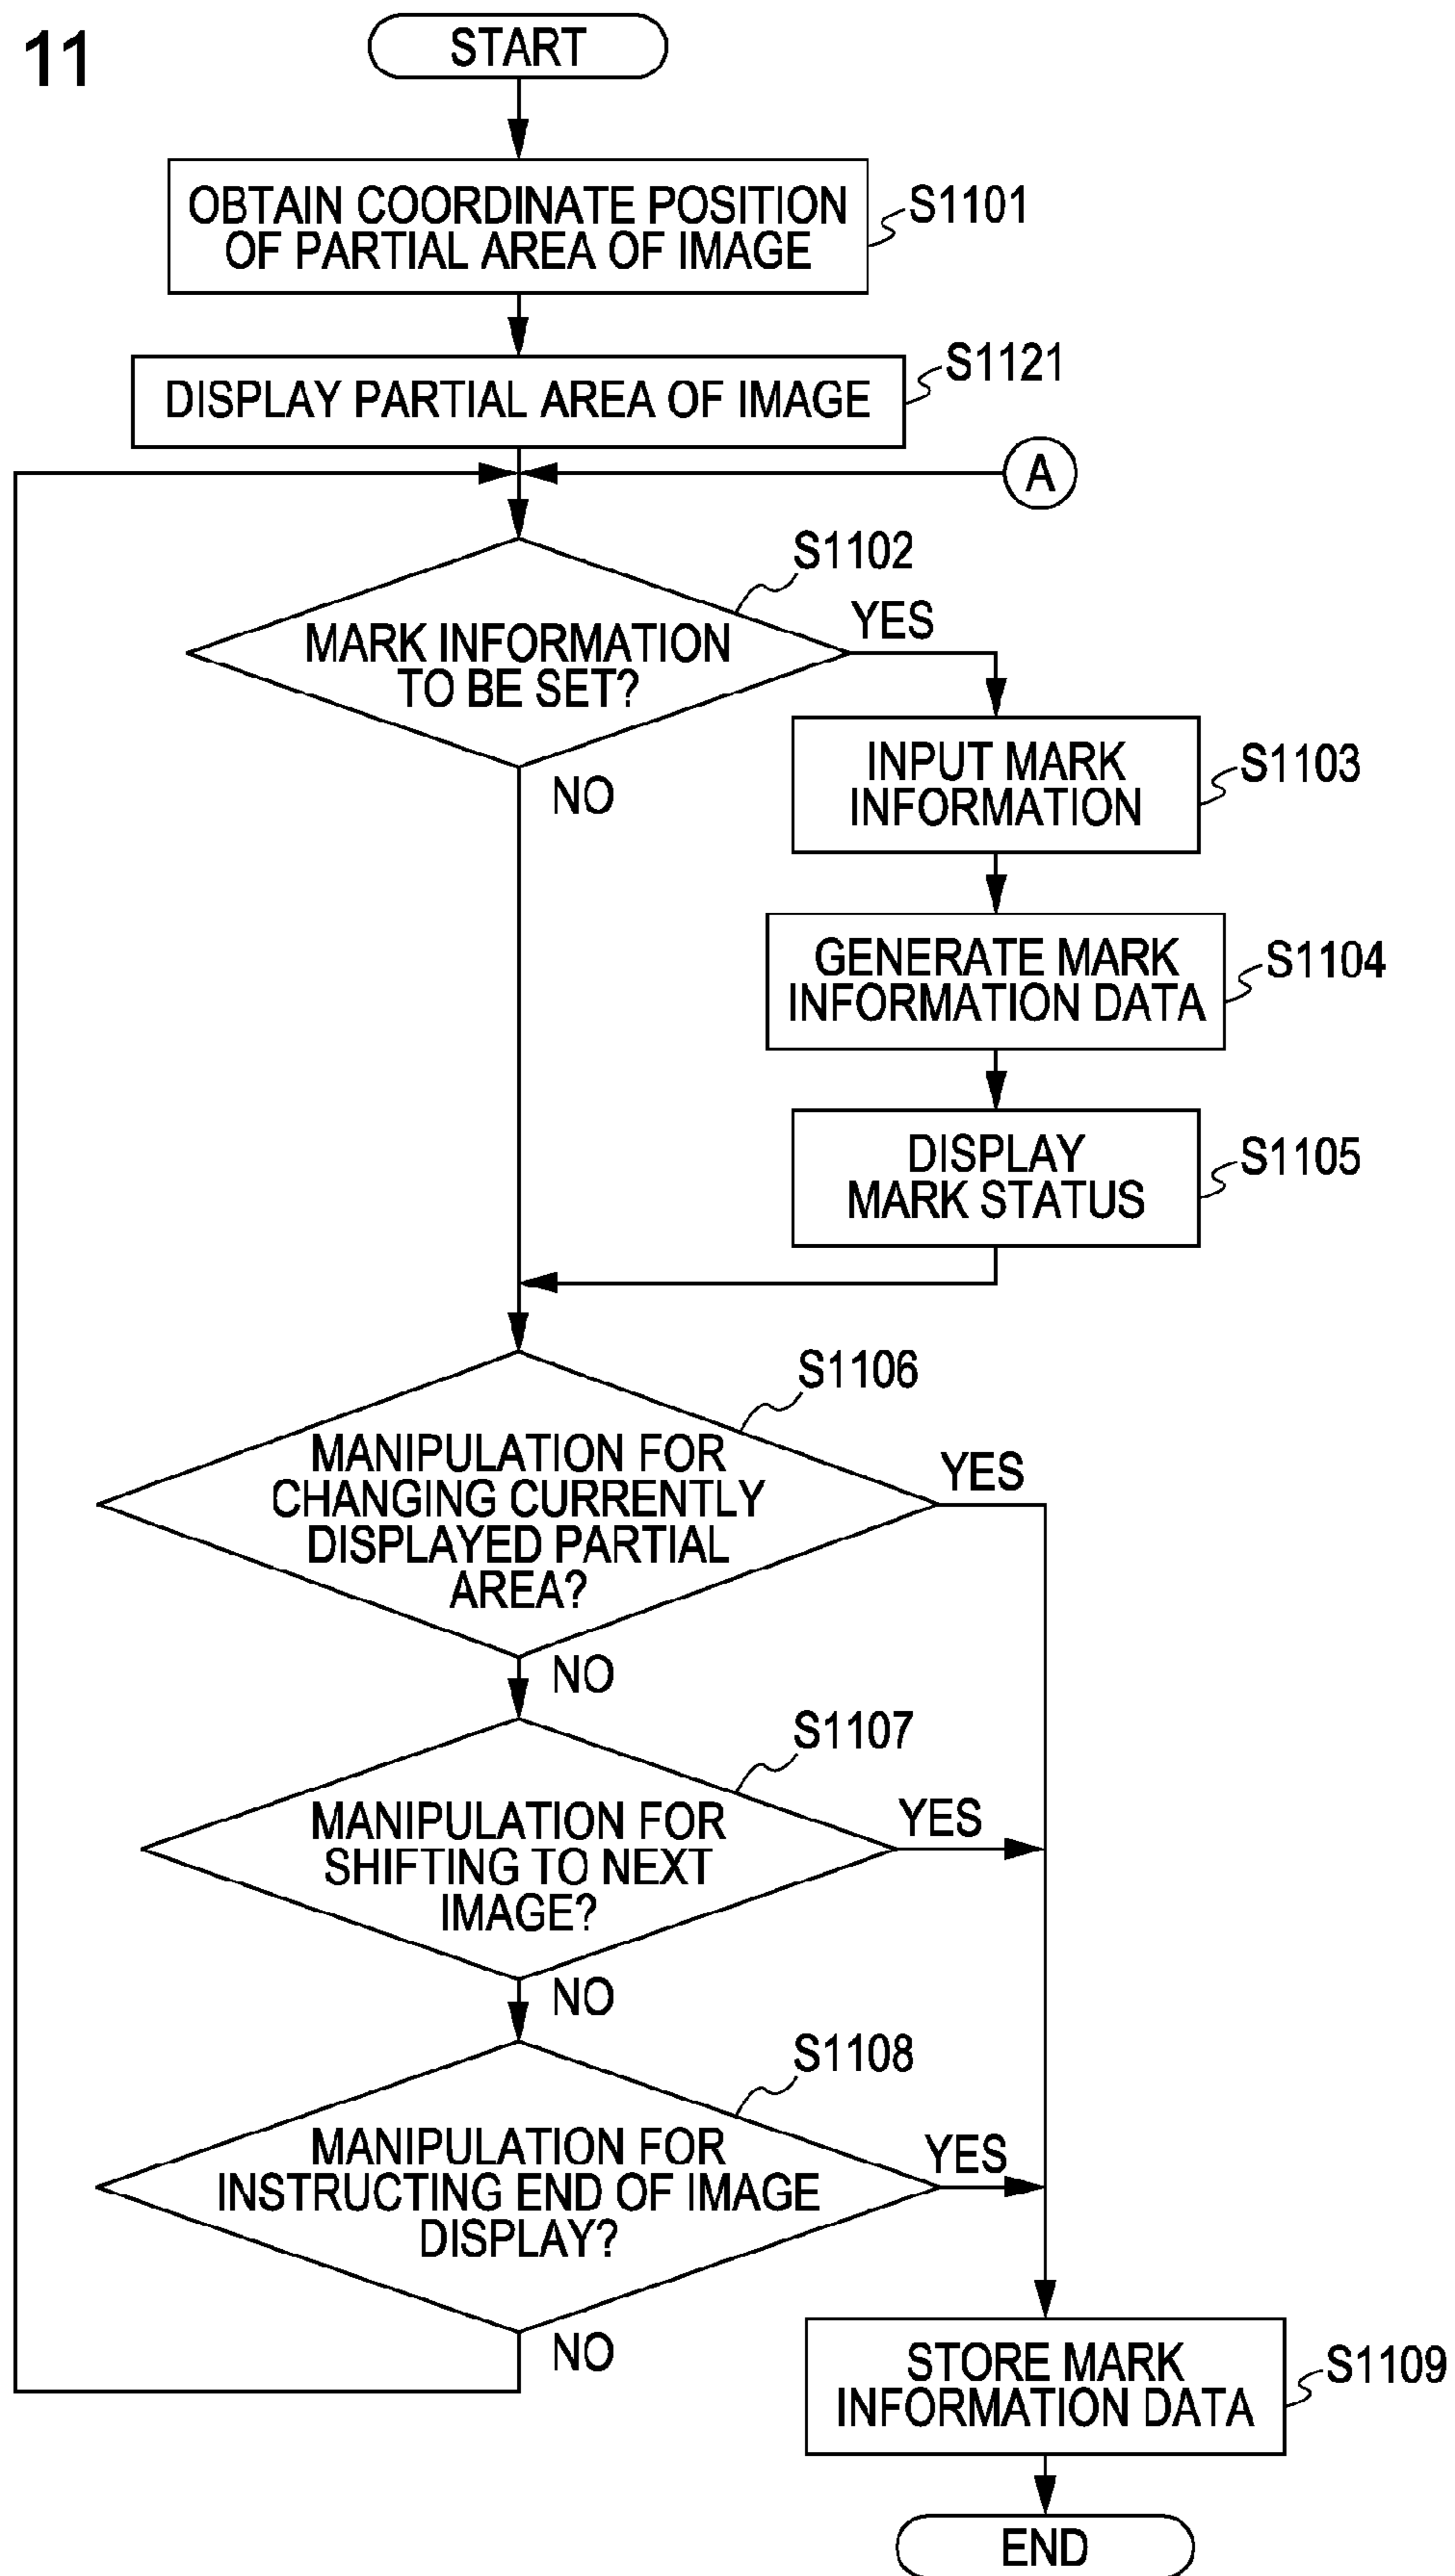 11
START
OBTAIN COORDINATE POSITION
OF PARTIAL AREA OF IMAGE
S1101
DISPLAY PARTIAL AREA OF IMAGE
S1121
A
S1102
MARK INFORMATION
TO BE SET?
YES
NO
INPUT MARK
INFORMATION
S1103
GENERATE MARK
INFORMATION DATA
S1104
DISPLAY
MARK STATUS
S1105
S1106
MANIPULATION FOR
CHANGING CURRENTLY
DISPLAYED PARTIAL
AREA?
YES
NO
S1107
MANIPULATION FOR
SHIFTING TO NEXT
IMAGE?
YES
NO
S1108
MANIPULATION FOR
INSTRUCTING END OF IMAGE
DISPLAY?
YES
NO
STORE MARK
INFORMATION DATA
S1109
END